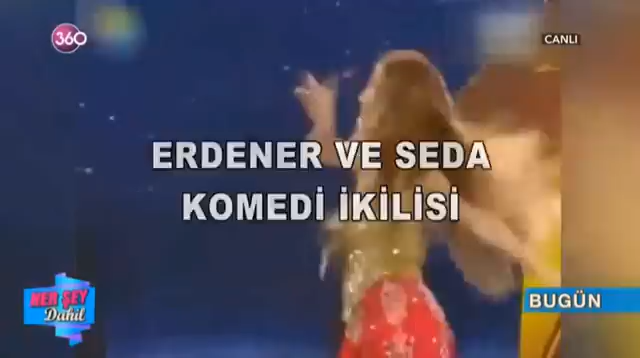 360
CANLI
ERDENER VE SEDA
KOMEDİ İKİLİSİ
HER ŞEY
Dahil
BUGÜN